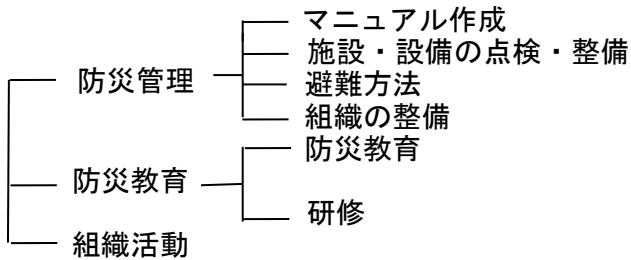 マニュアル作成
施設・設備の点検・整備
防災管理
避難方法
組織の整備
防災教育
防災教育
研修
組織活動